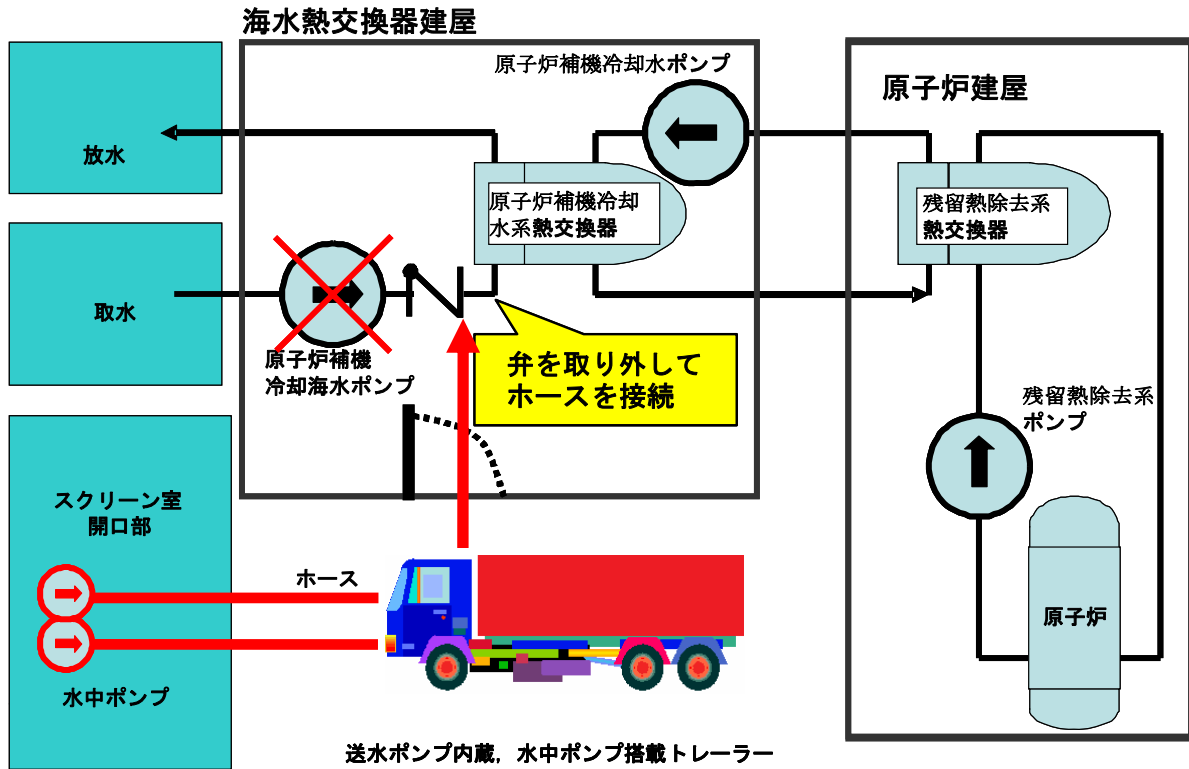 海水熱交換器建屋
原子炉補機冷却水ポンプ
原子炉建屋
放水
原子炉補機冷却
水系熱交換器
残留熱除去系
熱交換器
取水
原子炉補機
冷却海水ポンプ
弁を取り外して
ホースを接続
残留熱除去系
ポンプ
スクリーン室
開口部
ホース
原子炉
水中ポンプ
送水ポンプ内蔵，水中ポンプ搭載トレーラー